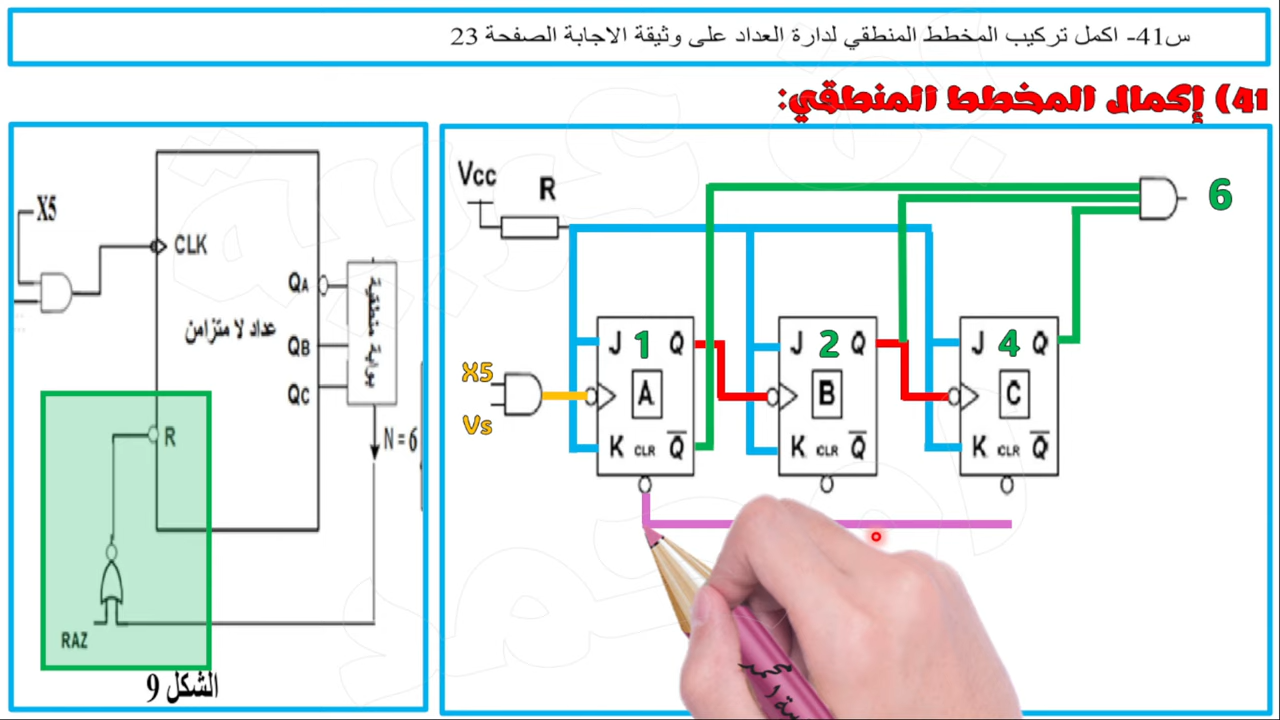 س41- اكمل تركيب المخطط المنطقي لدارة العداد على وثيقة الاجابة الصفحة 23
41) إكمال المخطط المنطقي:
X5
CLK
QA
عداد لا متزامن
QB
QC
بوابة منطقية
R
N = 6
RAZ
الشكل 9
Vcc
R
6
J 1 Q
J 2 Q
J 4 Q
X5
A
B
C
Vs
K CLR Q̅
K CLR Q̅
K CLR Q̅